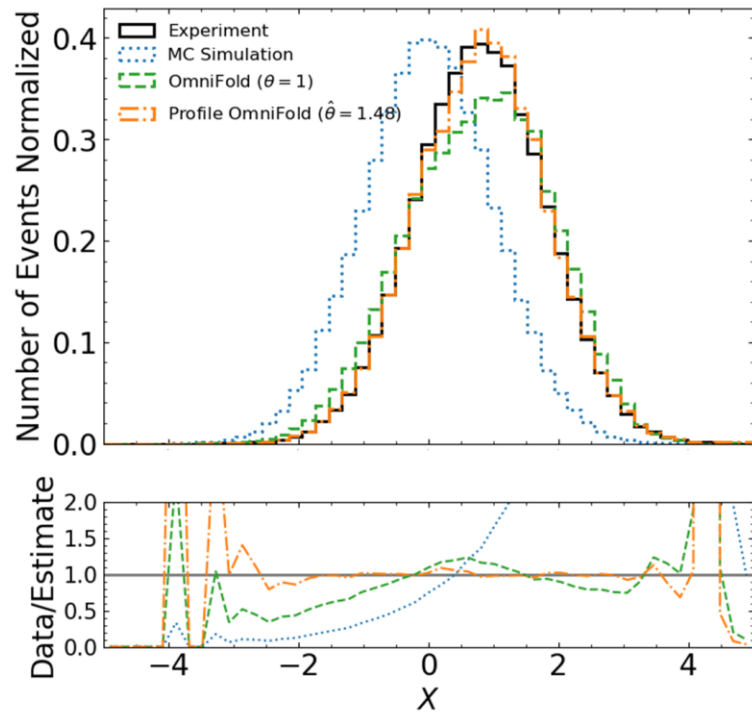 Number of Events Normalized
0.4
0.3
0.2
0.1
0.0
Experiment
MC Simulation
OmniFold (θ = 1)
Profile OmniFold (θ̂ = 1.48)
Data/Estimate
2.0
1.5
1.0
0.5
0.0
−4 −2 0 2 4
X